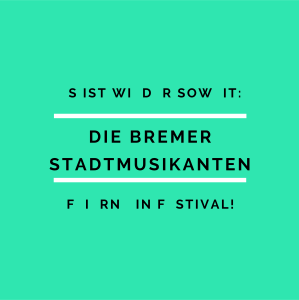 S IST WI D R SOW IT:
DIE BREMER
STADTMUSIKANTEN
F I RN IN F STIVAL!